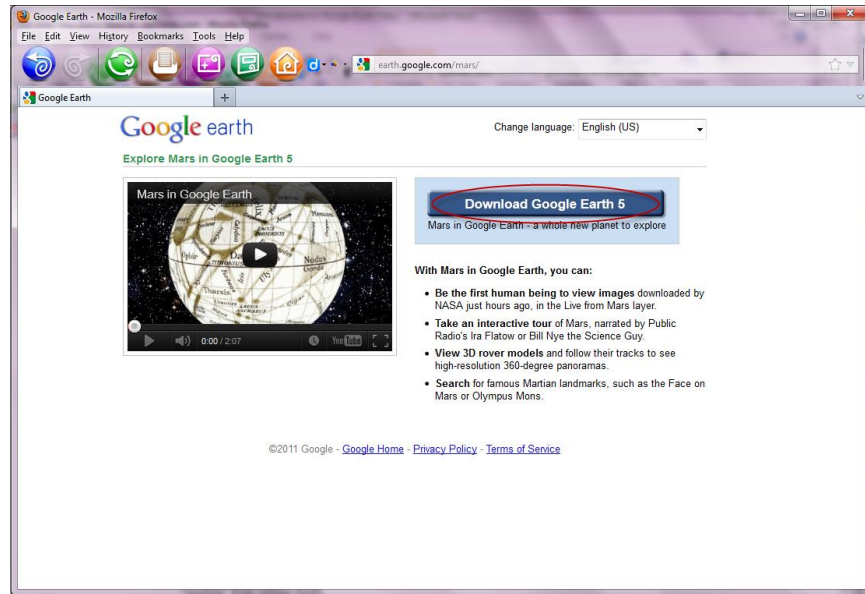 Google Earth - Mozilla Firefox
File Edit View History Bookmarks Tools Help
earth.google.com/mars/
Google Earth
Google earth
Change language: English (US)
Explore Mars in Google Earth 5
Mars in Google Earth
Nodes
Gordii
Tharsis
0:00 / 2:07
YouTube
Download Google Earth 5
Mars in Google Earth - a whole new planet to explore
With Mars in Google Earth, you can:
• Be the first human being to view images downloaded by
NASA just hours ago, in the Live from Mars layer.
• Take an interactive tour of Mars, narrated by Public
Radio's Ira Flatow or Bill Nye the Science Guy.
• View 3D rover models and follow their tracks to see
high-resolution 360-degree panoramas.
• Search for famous Martian landmarks, such as the Face on
Mars or Olympus Mons.
©2011 Google - Google Home - Privacy Policy - Terms of Service